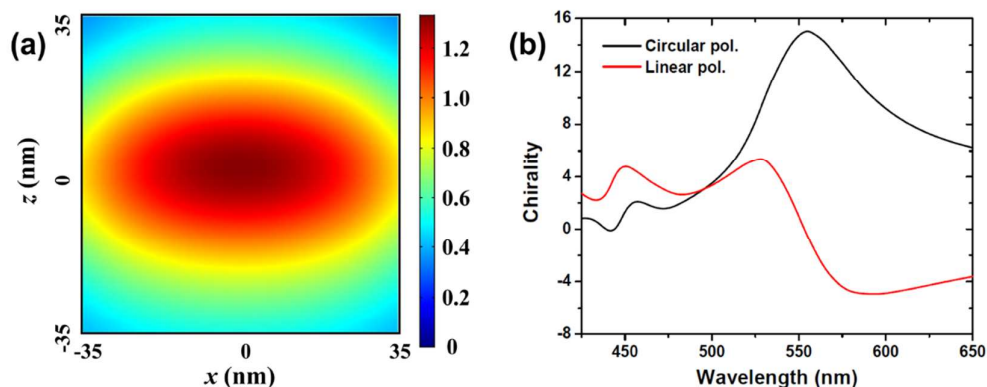 (a)
35
0
-35
z (nm)
-35 0 35
x (nm)
1.2
1.0
0.8
0.6
0.4
0.2
0
(b)
16
12
8
4
0
-4
-8
Chirality
Circular pol.
Linear pol.
450 500 550 600 650
Wavelength (nm)